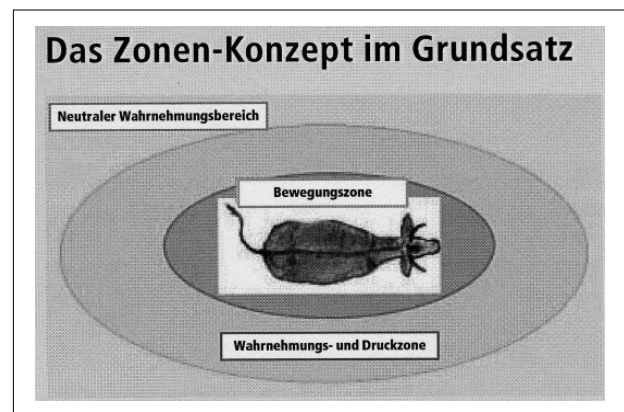 Das Zonen-Konzept im Grundsatz
Neutraler Wahrnehmungsbereich
Bewegungszone
Wahrnehmungs- und Druckzone